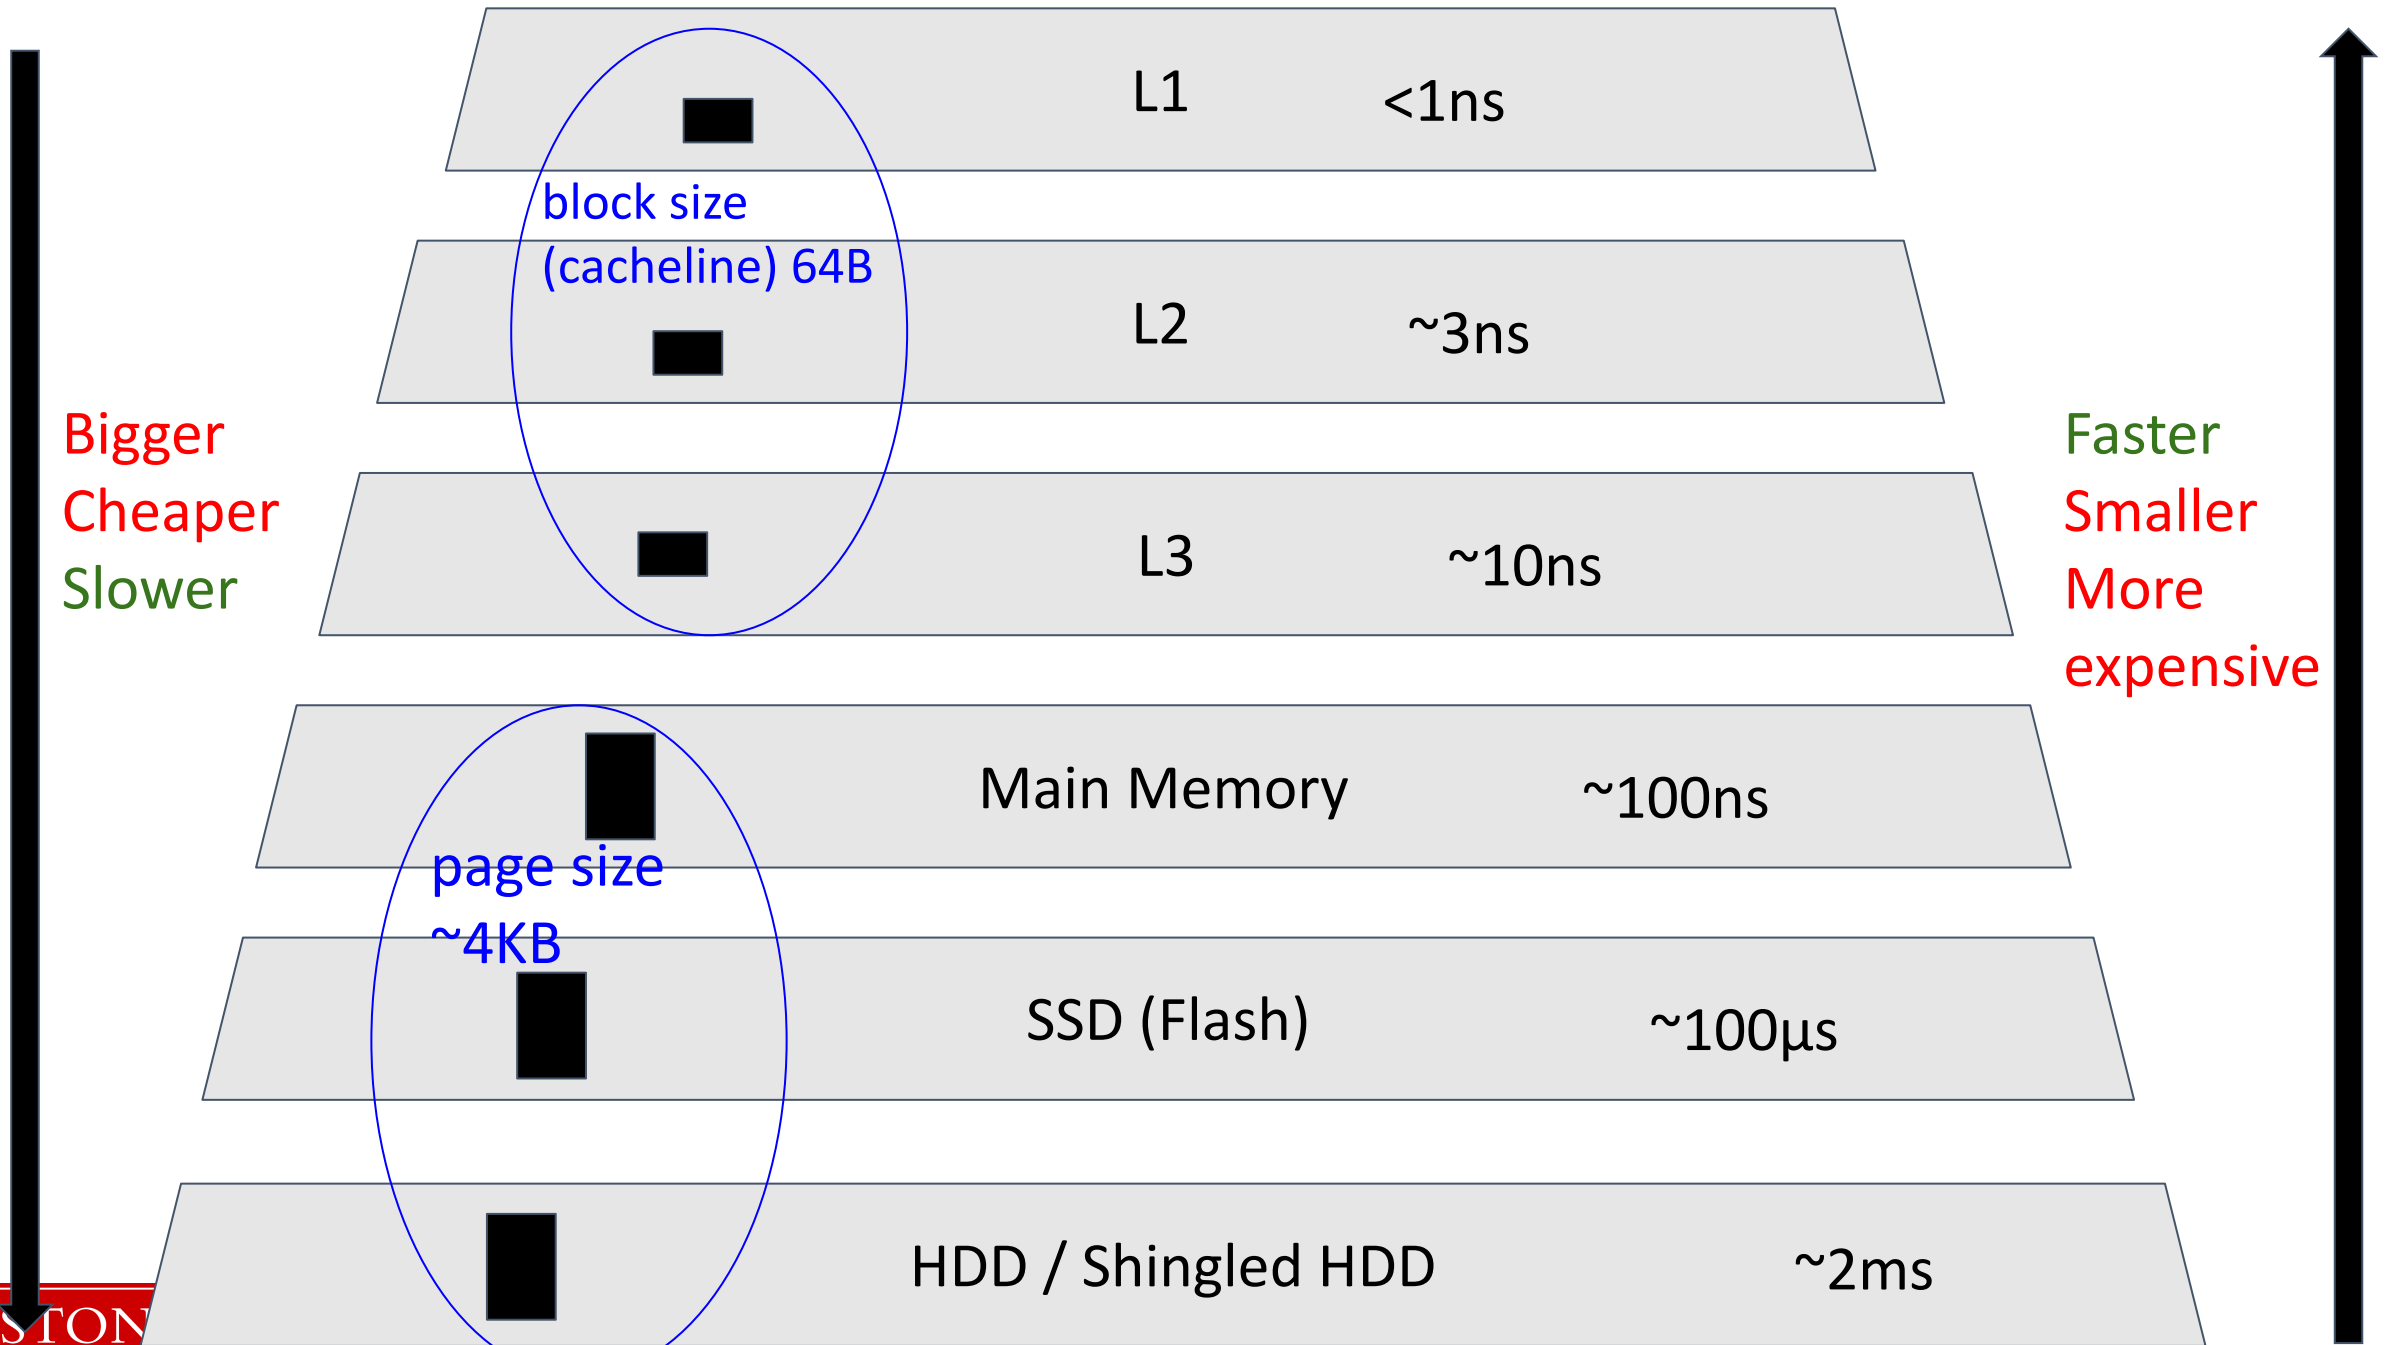 L1 <1ns
block size
(cacheline) 64B
L2 ~3ns
Bigger
Cheaper
Slower
Faster
Smaller
More
expensive
L3 ~10ns
Main Memory ~100ns
page size
~4KB
SSD (Flash) ~100µs
HDD / Shingled HDD ~2ms
STON